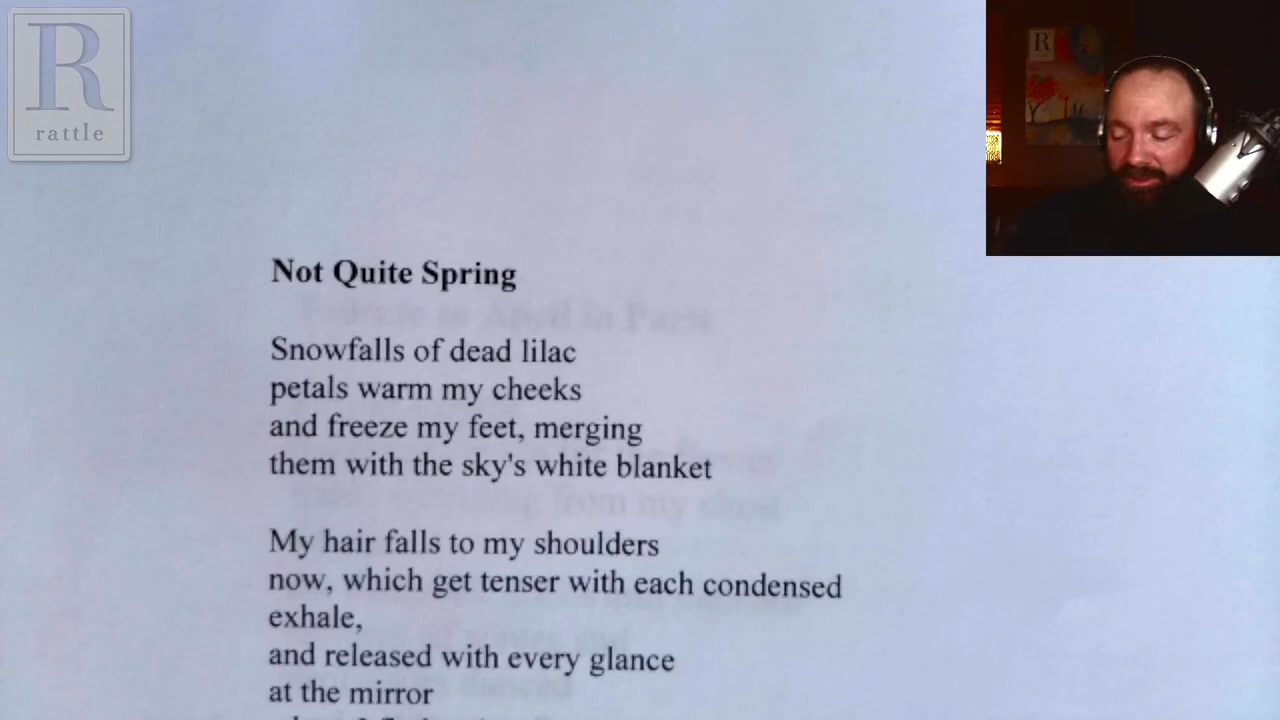 R
rattle
R
Not Quite Spring
Snowfalls of dead lilac
petals warm my cheeks
and freeze my feet, merging
them with the sky's white blanket
My hair falls to my shoulders
now, which get tenser with each condensed
exhale,
and released with every glance
at the mirror